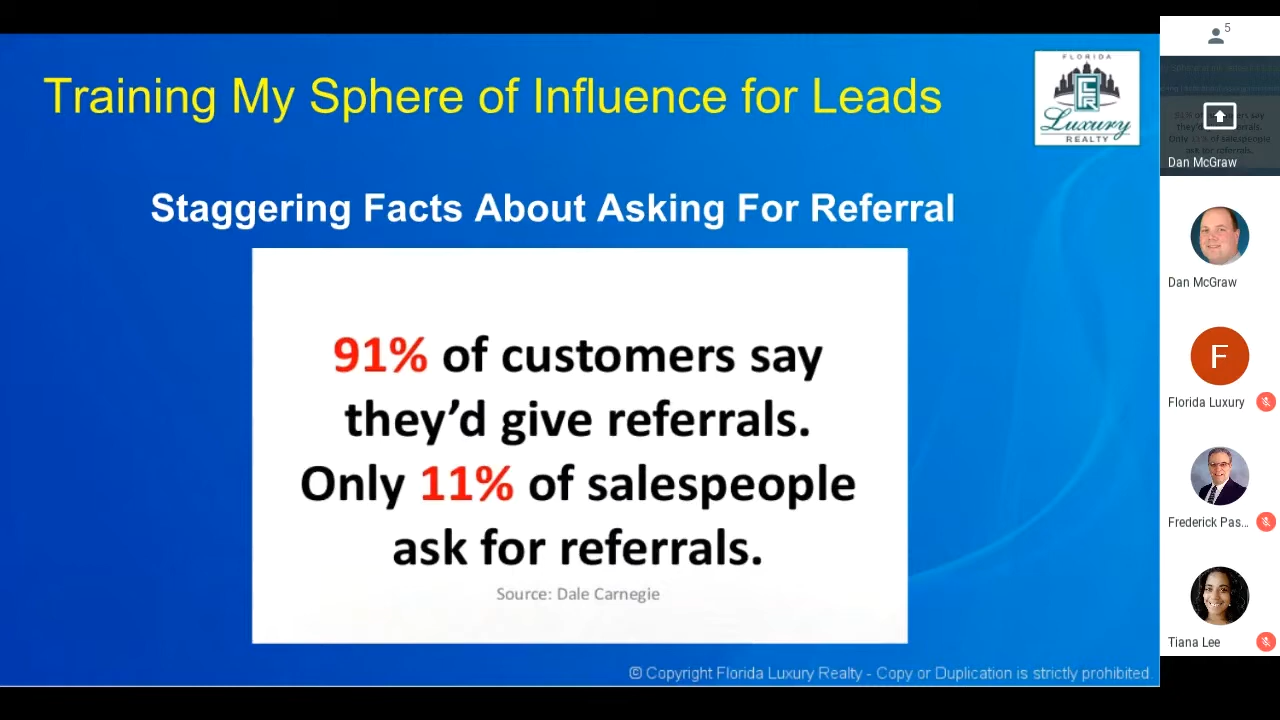 Training My Sphere of Influence for Leads
FLORIDA
FLR
Luxury
REALTY
Staggering Facts About Asking For Referral
91% of customers say
they’d give referrals.
Only 11% of salespeople
ask for referrals.
Source: Dale Carnegie
© Copyright Florida Luxury Realty - Copy or Duplication is strictly prohibited.
5
Dan McGraw
Dan McGraw
F
Florida Luxury
Frederick Pas...
Tiana Lee